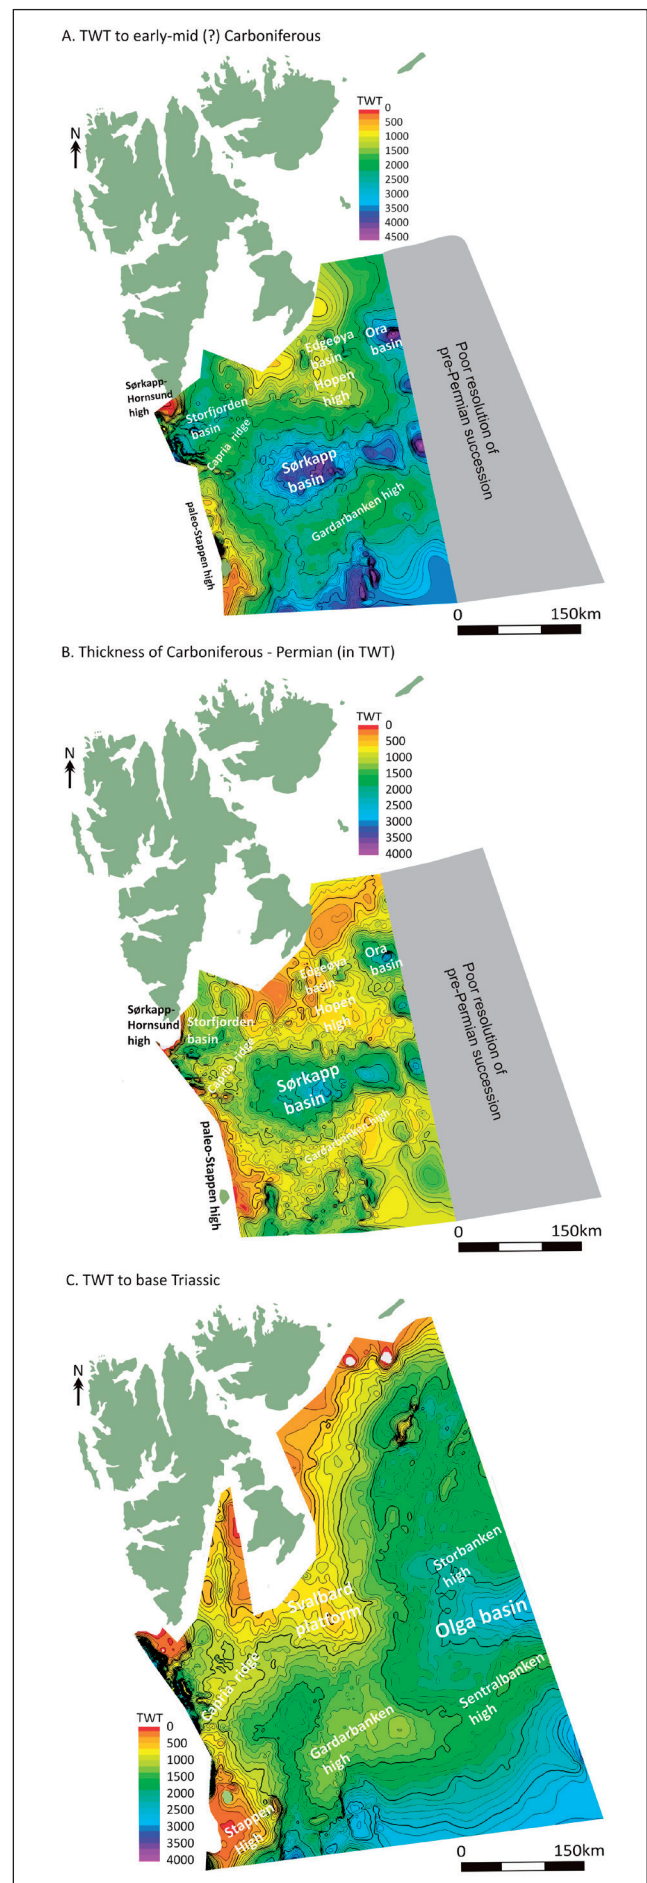 A. TWT to early-mid (?) Carboniferous
N
TWT
0
500
1000
1500
2000
2500
3000
3500
4000
4500
Edgeøya
basin
Ora
basin
Hopen
high
Sørkapp-
Hornsund
high
Storfjorden
basin
Capria ridge
Sørkapp
basin
Gardarbanken high
paleo-Stappen high
Poor resolution of
pre-Permian succession
0
150km
B. Thickness of Carboniferous - Permian (in TWT)
N
TWT
0
500
1000
1500
2000
2500
3000
3500
4000
Ora
basin
Edgeøya
basin
Hopen
high
Sørkapp-
Hornsund
high
Storfjorden
basin
Capria ridge
Sørkapp
basin
Gardarbanken high
paleo-Stappen high
Poor resolution of
pre-Permian succession
0
150km
C. TWT to base Triassic
N
Storbanken
high
Svalbard
platform
Olga basin
Capria ridge
Sentralbanken
high
Gardarbanken
high
Stappen
High
TWT
0
500
1000
1500
2000
2500
3000
3500
4000
0
150km